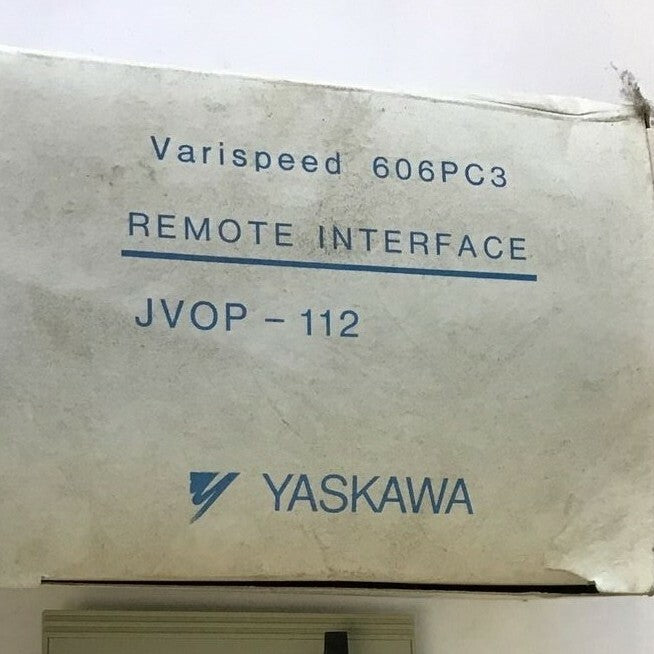 Varispeed 606PC3
REMOTE INTERFACE
JVOP - 112
YASKAWA